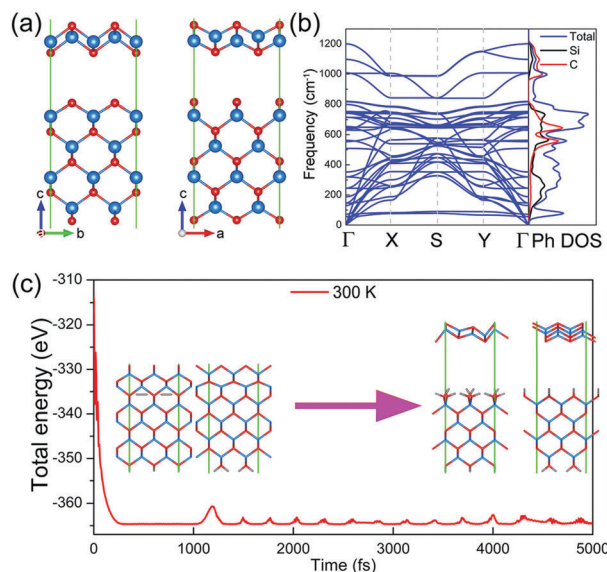 (a)
c
a
b
c
a
(b)
Frequency (cm⁻¹)
1200
1000
800
600
400
200
0
Γ
X
S
Y
Γ
Ph DOS
Total
Si
C
(c)
Total energy (eV)
-310
-320
-330
-340
-350
-360
300 K
0
1000
2000
3000
4000
5000
Time (fs)